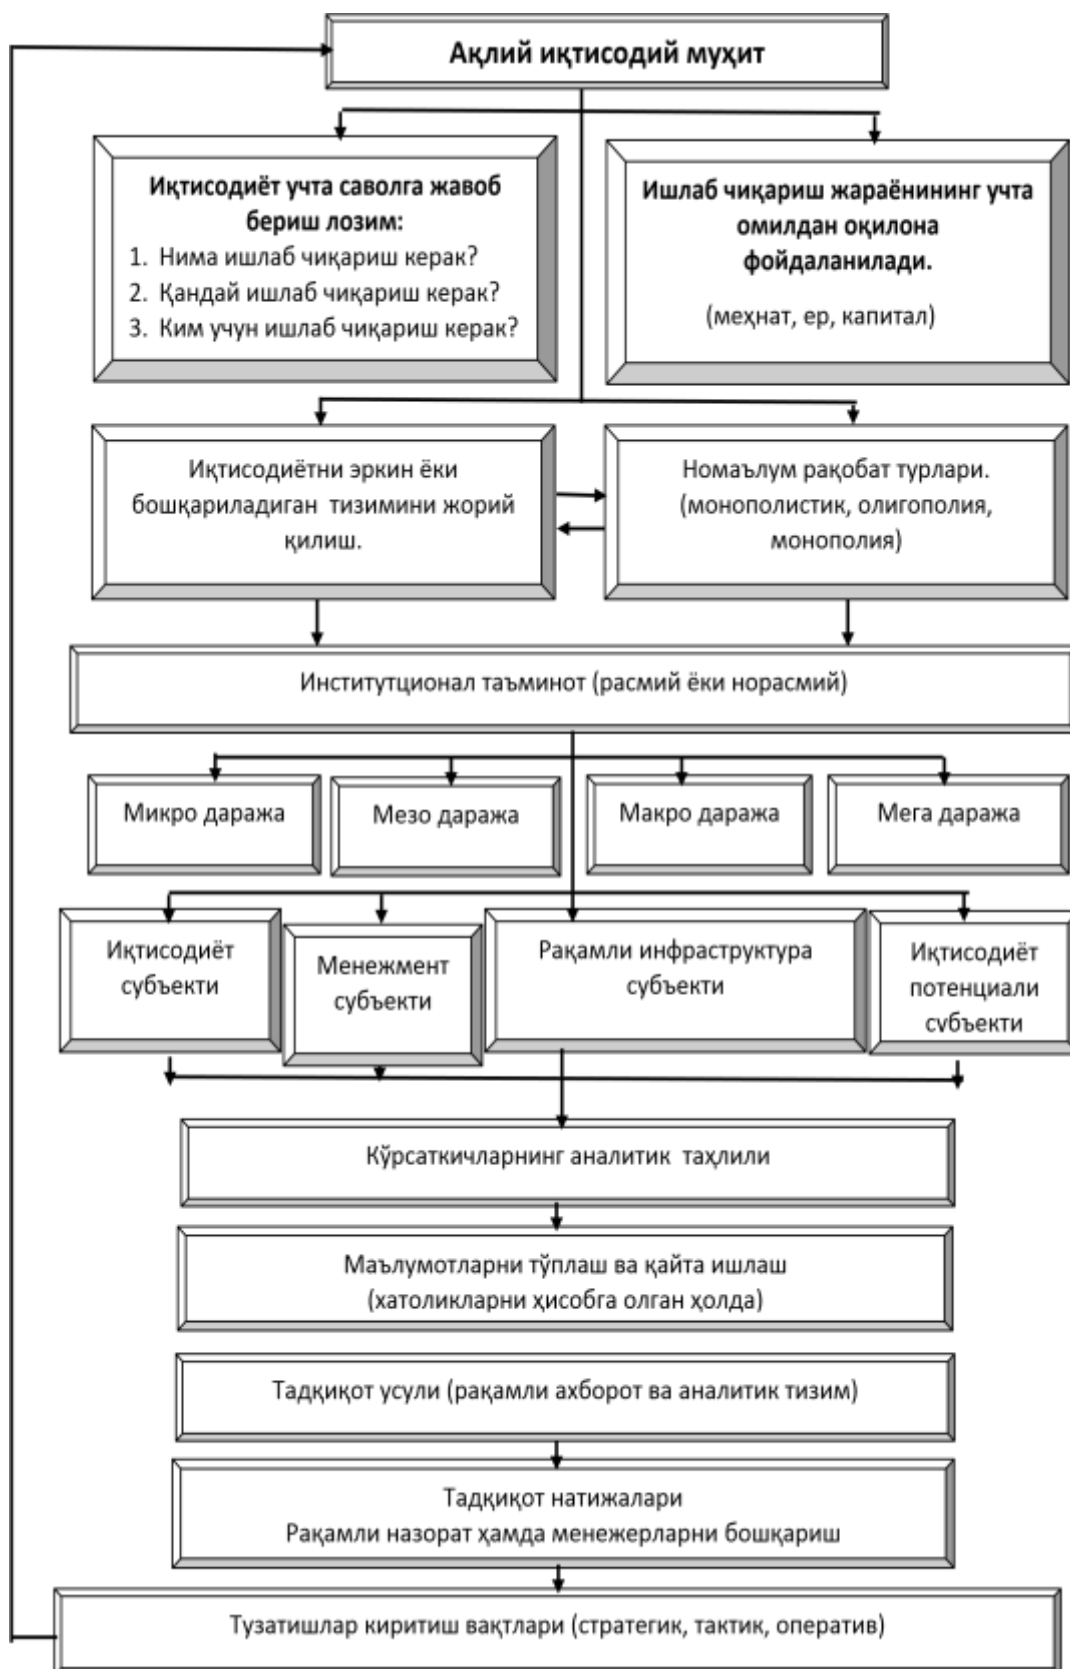 Ақлий иқтисодий муҳит
Иқтисодиёт учта саволга жавоб
бериш лозим:
1. Нима ишлаб чиқариш керак?
2. Қандай ишлаб чиқариш керак?
3. Ким учун ишлаб чиқариш керак?
Ишлаб чиқариш жараёнининг учта
омилдан оқилона
фойдаланилади.
(меҳнат, ер, капитал)
Иқтисодиётни эркин ёки
бошқариладиган тизимини жорий
қилиш.
Номаълум рақобат турлари.
(монополистик, олигополия,
монополия)
Институтционал таъминот (расмий ёки норасмий)
Микро даража
Мезо даража
Макро даража
Мега даража
Иқтисодиёт
субъекти
Менежмент
субъекти
Рақамли инфраструктура
субъекти
Иқтисодиёт
потенциали
субъекти
Кўрсаткичларнинг аналитик таҳлили
Маълумотларни тўплаш ва қайта ишлаш
(хатоликларни ҳисобга олган ҳолда)
Тадқиқот усули (рақамли ахборот ва аналитик тизим)
Тадқиқот натижалари
Рақамли назорат ҳамда менежерларни бошқариш
Тузатишлар киритиш вақтлари (стратегик, тактик, оператив)